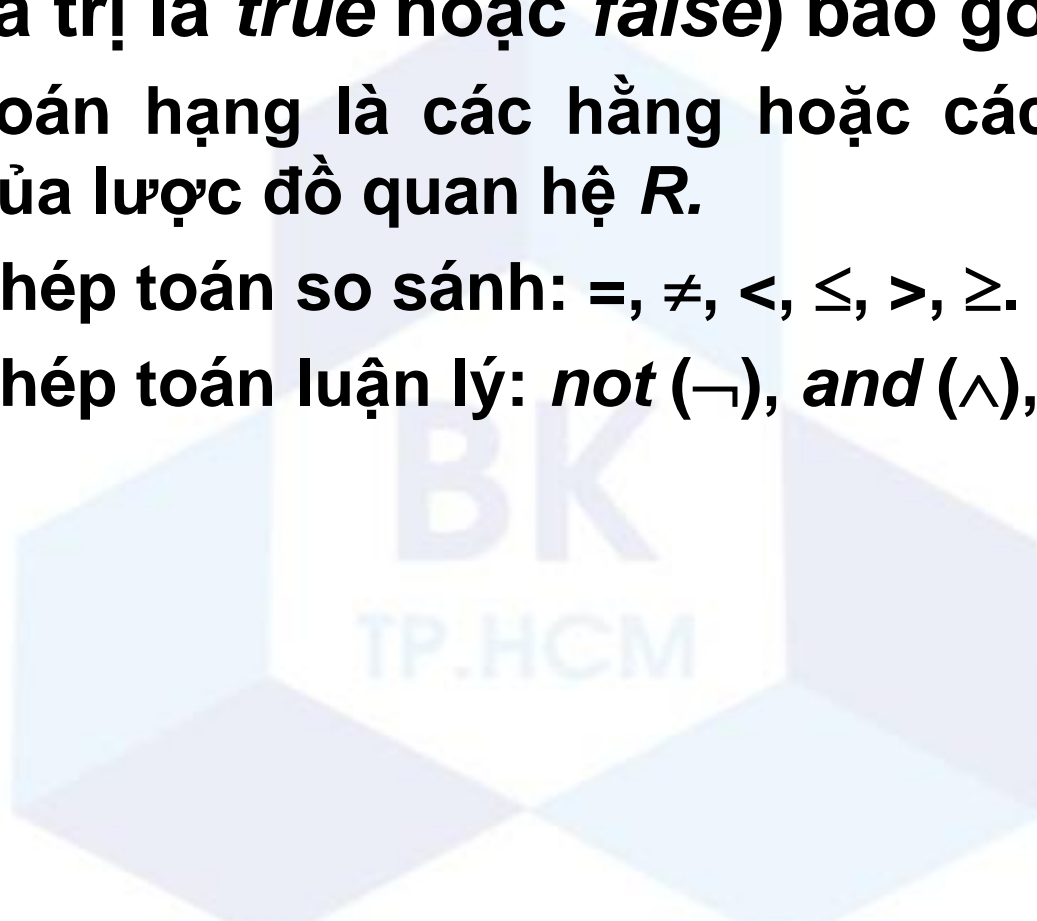 á trị là true hoặc false) bao gồ
oán hạng là các hằng hoặc các
ủa lược đồ quan hệ R.
hép toán so sánh: =, ≠, <, ≤, >, ≥.
hép toán luận lý: not (¬), and (∧),
BK
TP.HCM